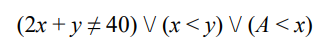 (2x + y ≠ 40) \/ (x < y) \/ (A < x)